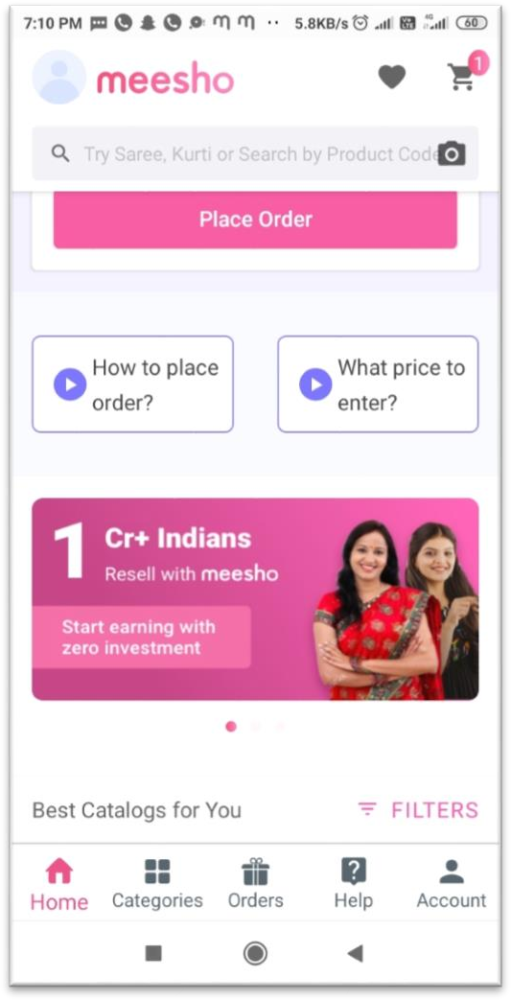 7:10 PM 5.8KB/s 60
meesho
1
Try Saree, Kurti or Search by Product Code
Place Order
How to place
order?
What price to
enter?
1 Cr+ Indians
Resell with meesho
Start earning with
zero investment
Best Catalogs for You
FILTERS
Home Categories Orders Help Account